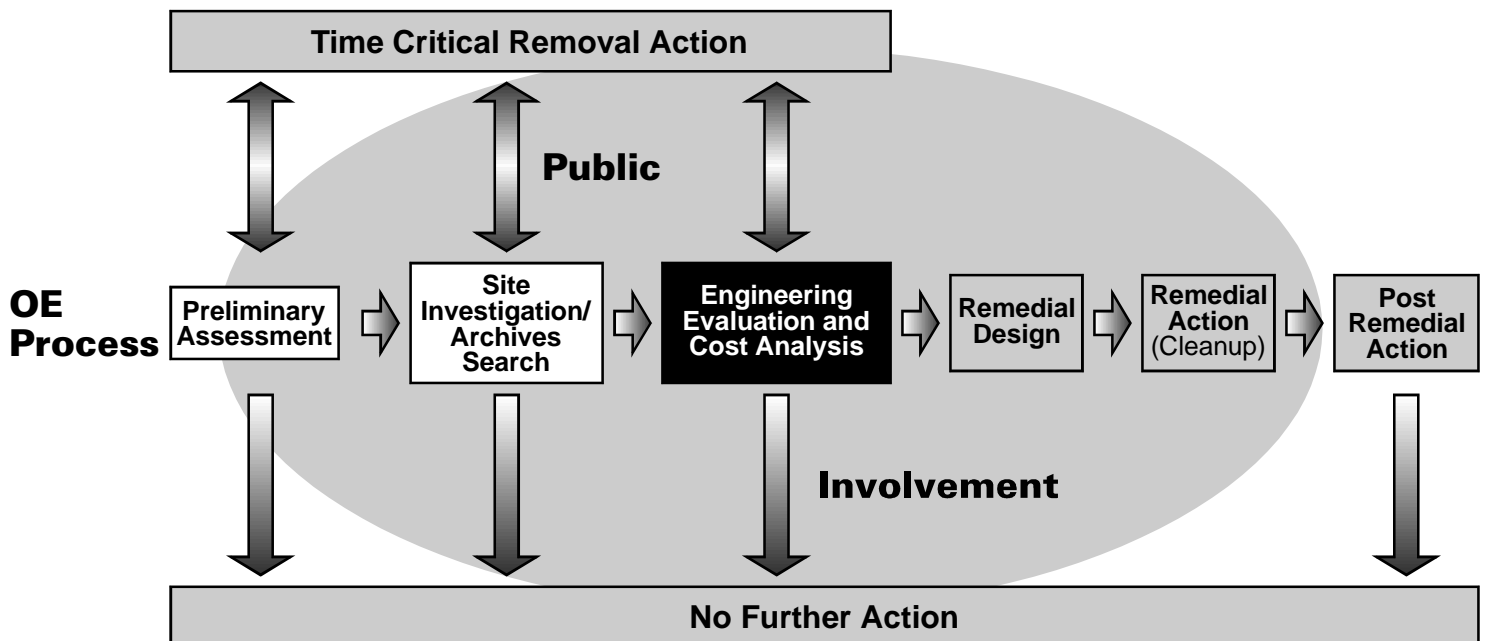 Time Critical Removal Action
Public
OE
Process
Preliminary
Assessment
Site
Investigation/
Archives
Search
Engineering
Evaluation and
Cost Analysis
Remedial
Design
Remedial
Action
(Cleanup)
Post
Remedial
Action
Involvement
No Further Action